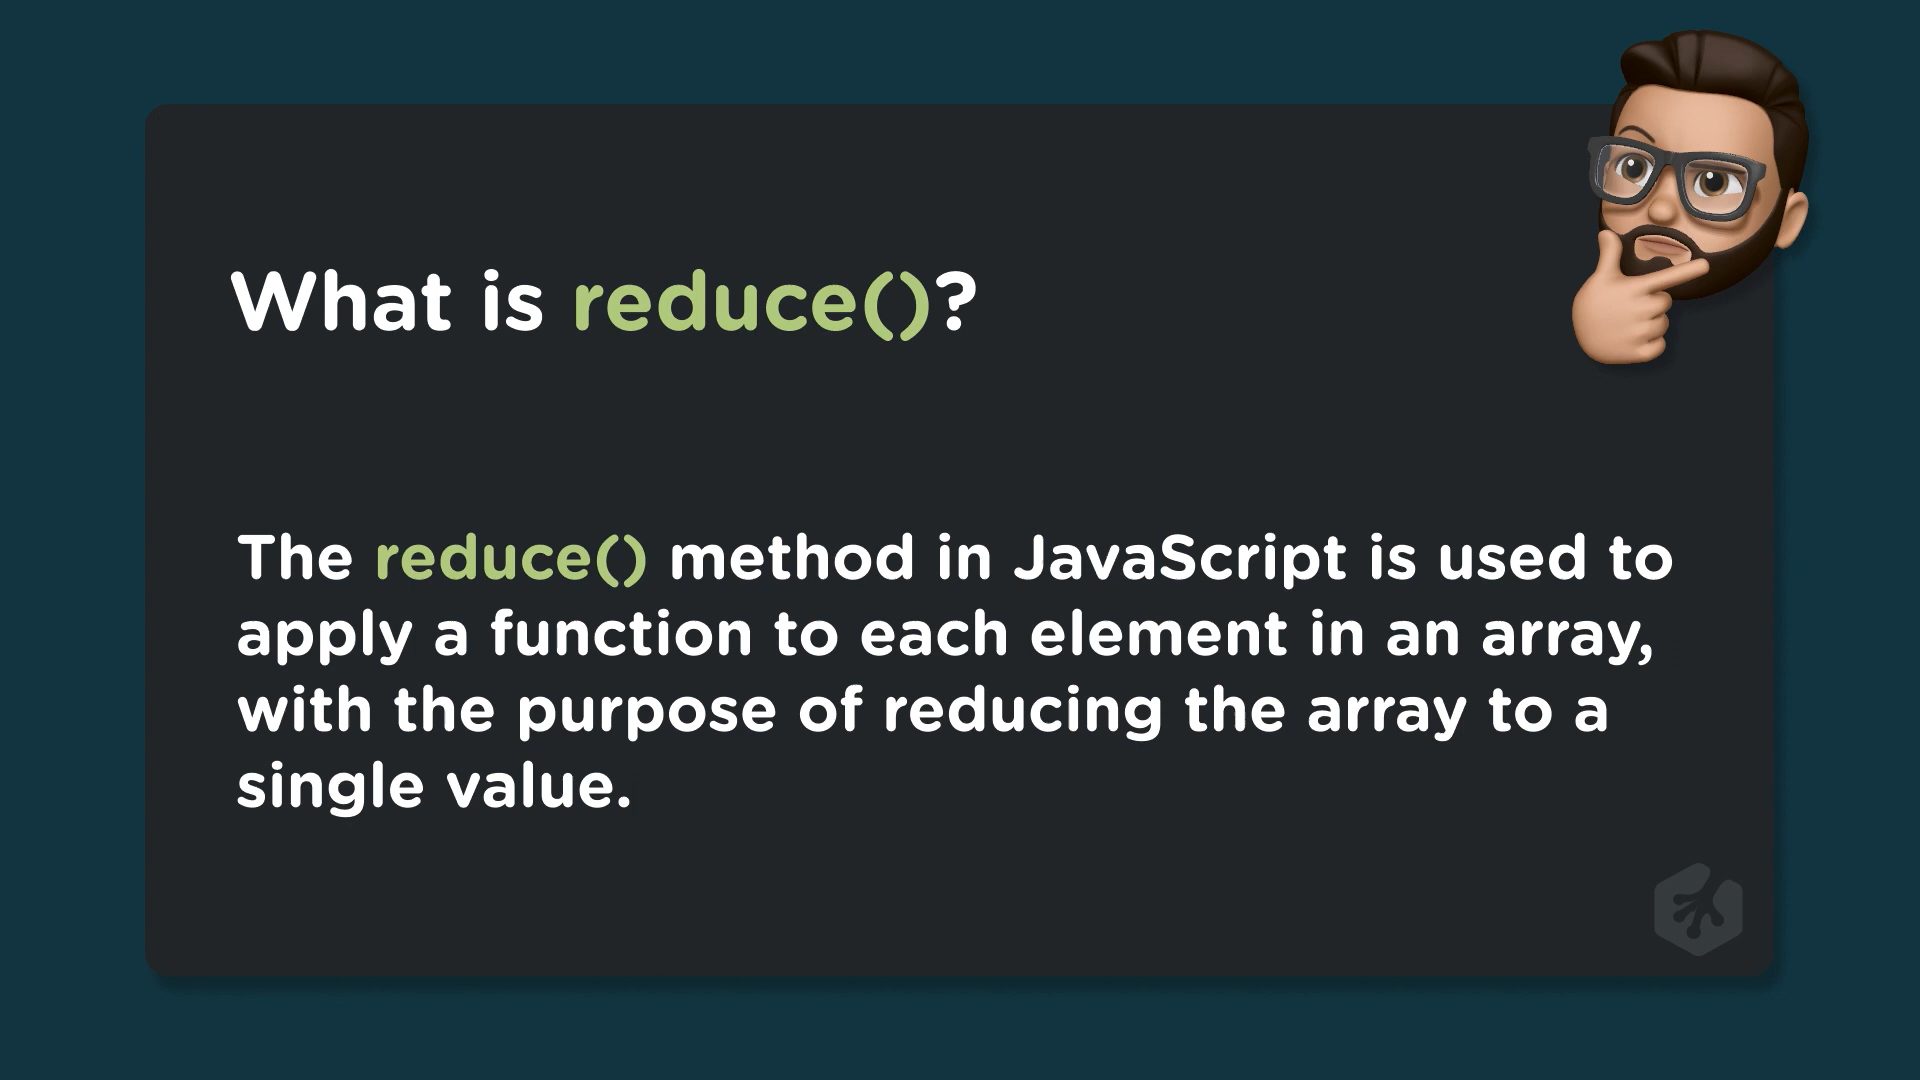 What is reduce()?
The reduce() method in JavaScript is used to
apply a function to each element in an array,
with the purpose of reducing the array to a
single value.